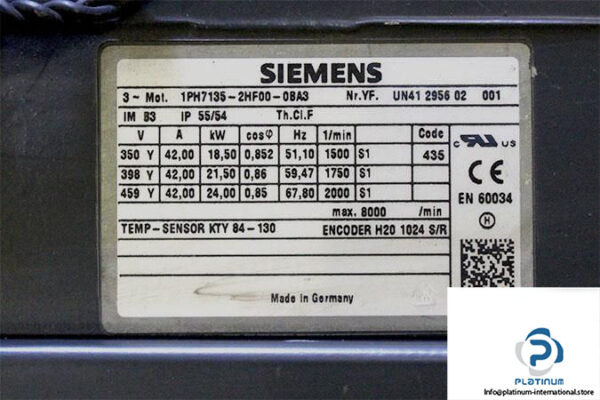 SIEMENS
3~ Mot. 1PH7135-2HF00-0BA3 Nr.YF. UN41 2956 02 001
IM B3 IP 55/54 Th.Cl.F
V A kW cosφ Hz 1/min Code
350 Y 42,00 18,50 0,852 51,10 1500 S1 435
398 Y 42,00 21,50 0,86 59,47 1750 S1
459 Y 42,00 24,00 0,85 67,80 2000 S1
max. 8000 /min
TEMP-SENSOR KTY 84-130 ENCODER H20 1024 S/R
Made in Germany
c RU US
CE
EN 60034
H
PLATINUM
Info@platinum-international.store